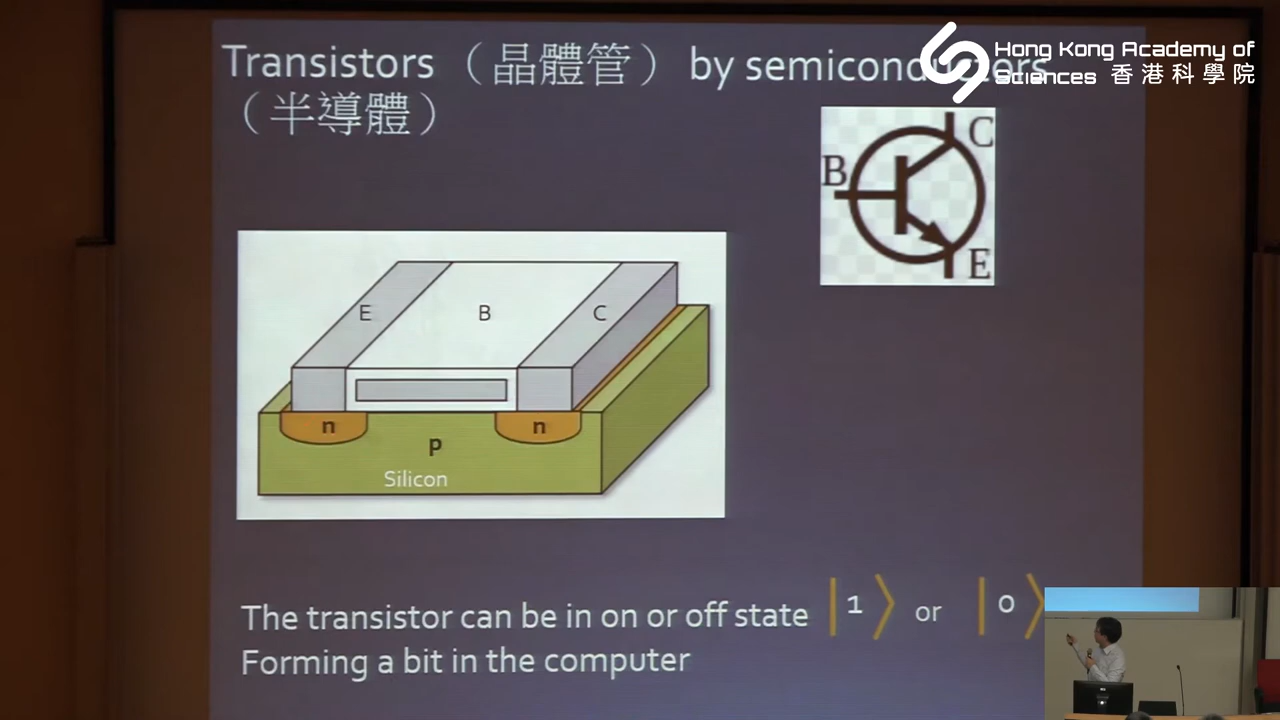 Transistors （晶體管） by semiconductors
（半導體）
Hong Kong Academy of
Sciences 香港科學院
B
C
E
E
B
C
n
n
p
Silicon
The transistor can be in on or off state |1⟩ or |0⟩
Forming a bit in the computer